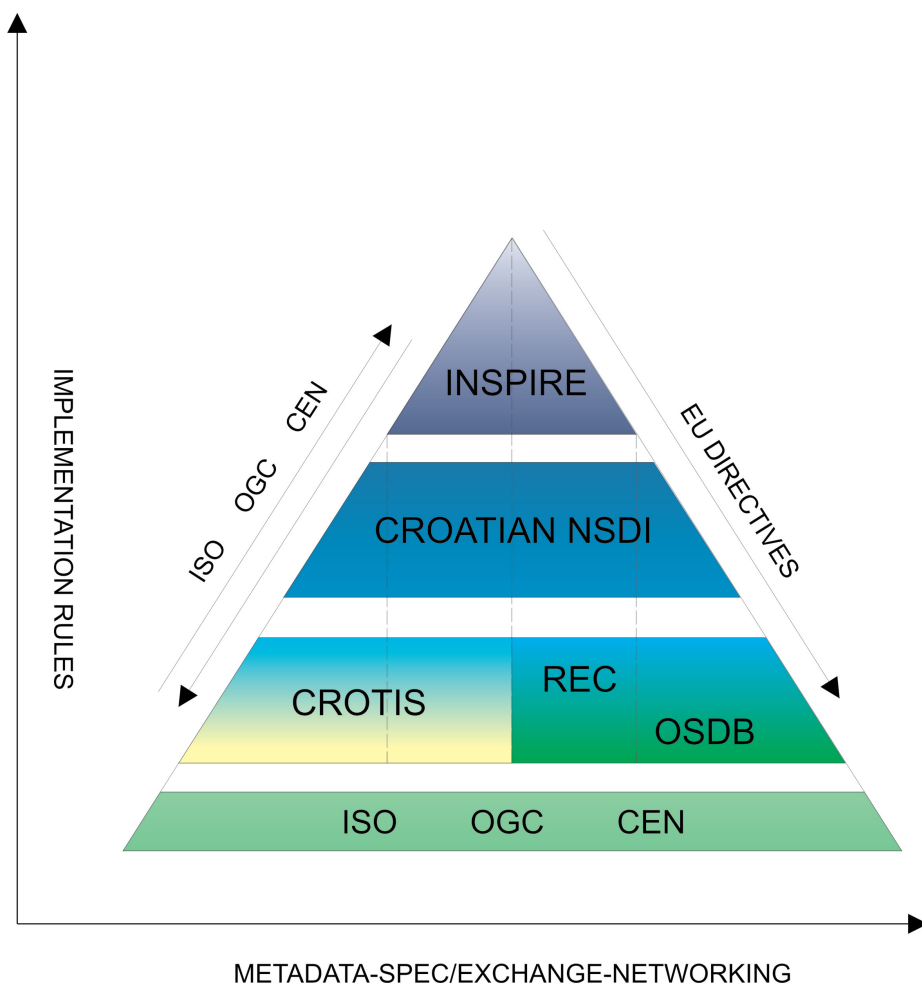 INSPIRE
CROATIAN NSDI
CROTIS
REC
OSDB
ISO OGC CEN
ISO OGC CEN
EU DIRECTIVES
IMPLEMENTATION RULES
METADATA-SPEC/EXCHANGE-NETWORKING